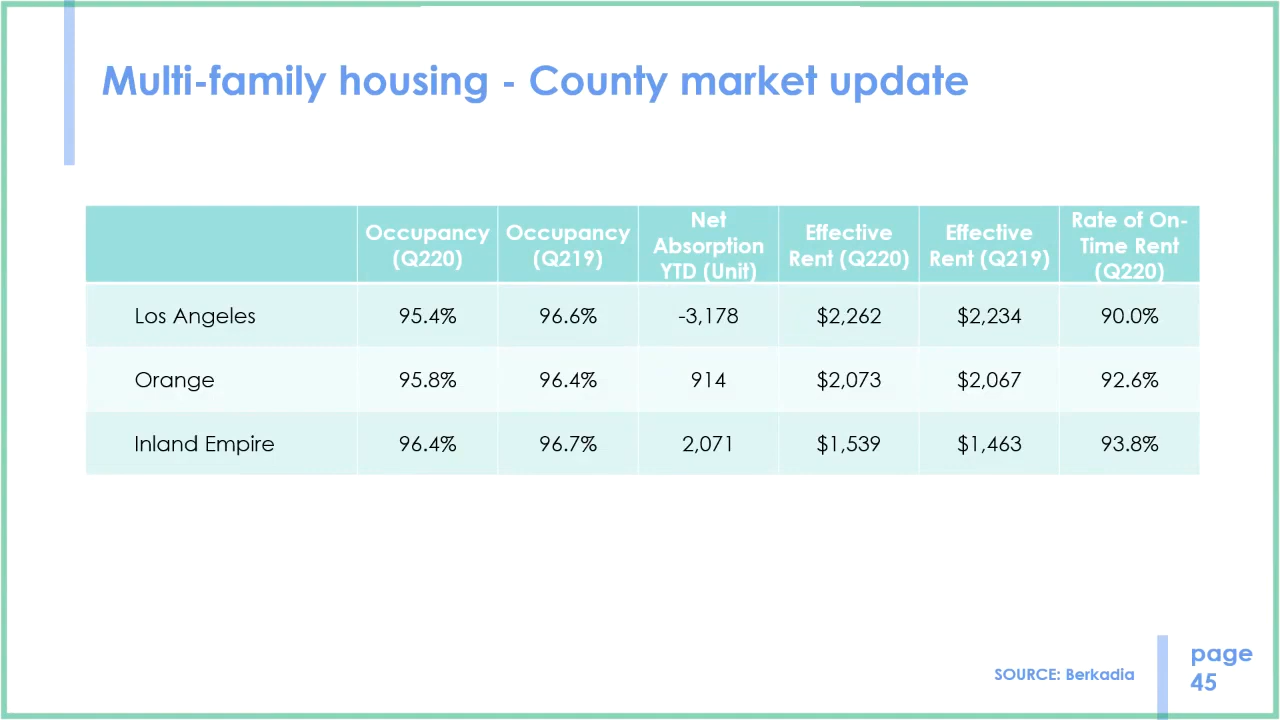 Multi-family housing - County market update
Occupancy (Q220) Occupancy (Q219) Net Absorption YTD (Unit) Effective Rent (Q220) Effective Rent (Q219) Rate of On-Time Rent (Q220)
Los Angeles 95.4% 96.6% -3,178 $2,262 $2,234 90.0%
Orange 95.8% 96.4% 914 $2,073 $2,067 92.6%
Inland Empire 96.4% 96.7% 2,071 $1,539 $1,463 93.8%
SOURCE: Berkadia
page
45